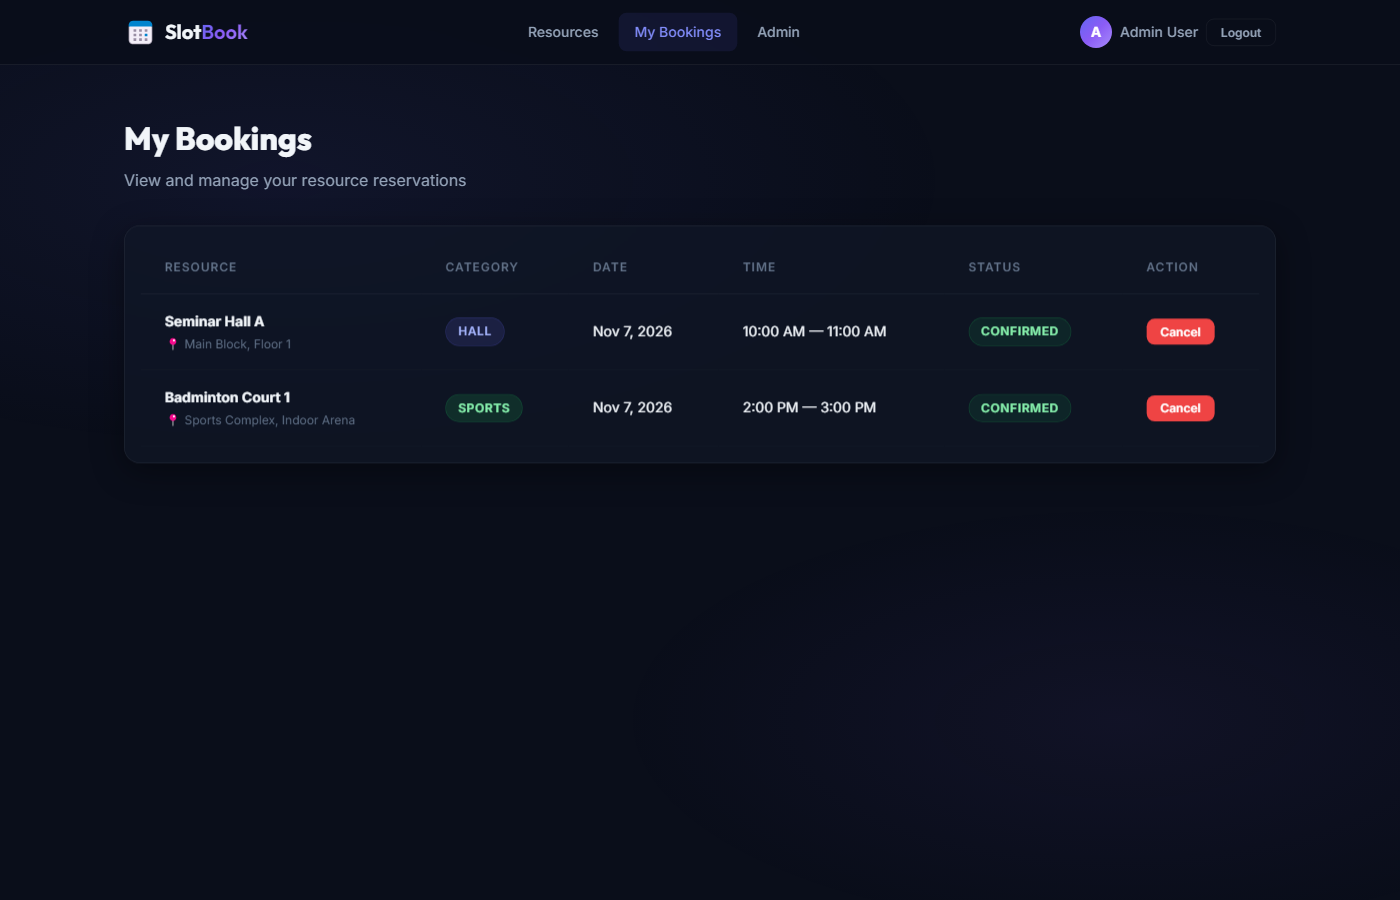 SlotBook
Resources
My Bookings
Admin
A
Admin User
Logout
My Bookings
View and manage your resource reservations
RESOURCE CATEGORY DATE TIME STATUS ACTION
Seminar Hall A
Main Block, Floor 1
HALL
Nov 7, 2026
10:00 AM — 11:00 AM
CONFIRMED
Cancel
Badminton Court 1
Sports Complex, Indoor Arena
SPORTS
Nov 7, 2026
2:00 PM — 3:00 PM
CONFIRMED
Cancel